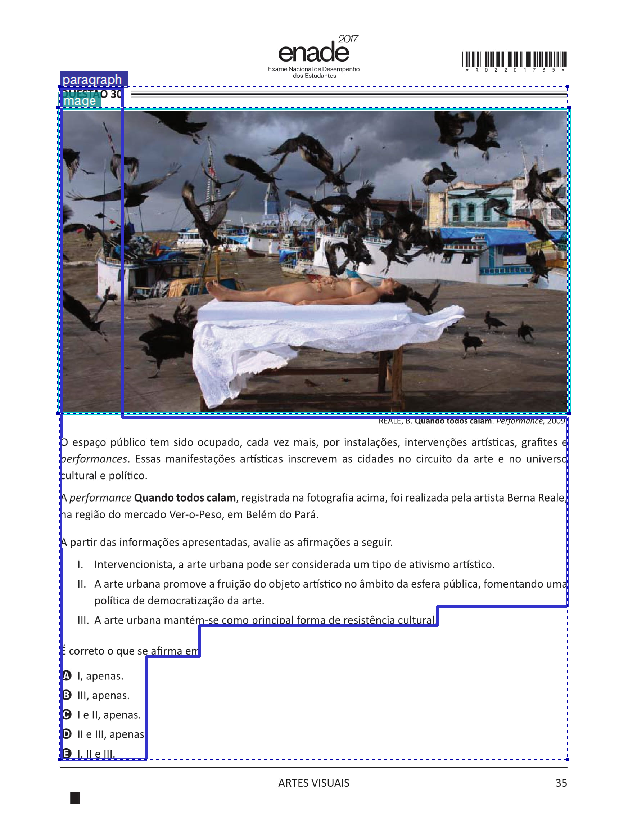 2017
enade
Exame Nacional de Desempenho
dos Estudantes
paragraph
O 30
image
REALE, B. Quando todos calam. Performance, 2009.
O espaço público tem sido ocupado, cada vez mais, por instalações, intervenções artísticas, grafites e
performances. Essas manifestações artísticas inscrevem as cidades no circuito da arte e no universo
cultural e político.
A performance Quando todos calam, registrada na fotografia acima, foi realizada pela artista Berna Reale,
na região do mercado Ver-o-Peso, em Belém do Pará.
A partir das informações apresentadas, avalie as afirmações a seguir.
I. Intervencionista, a arte urbana pode ser considerada um tipo de ativismo artístico.
II. A arte urbana promove a fruição do objeto artístico no âmbito da esfera pública, fomentando uma
política de democratização da arte.
III. A arte urbana mantém-se como principal forma de resistência cultural.
É correto o que se afirma em
A I, apenas.
B III, apenas.
C I e II, apenas.
D II e III, apenas.
E I, II e III.
ARTES VISUAIS
35